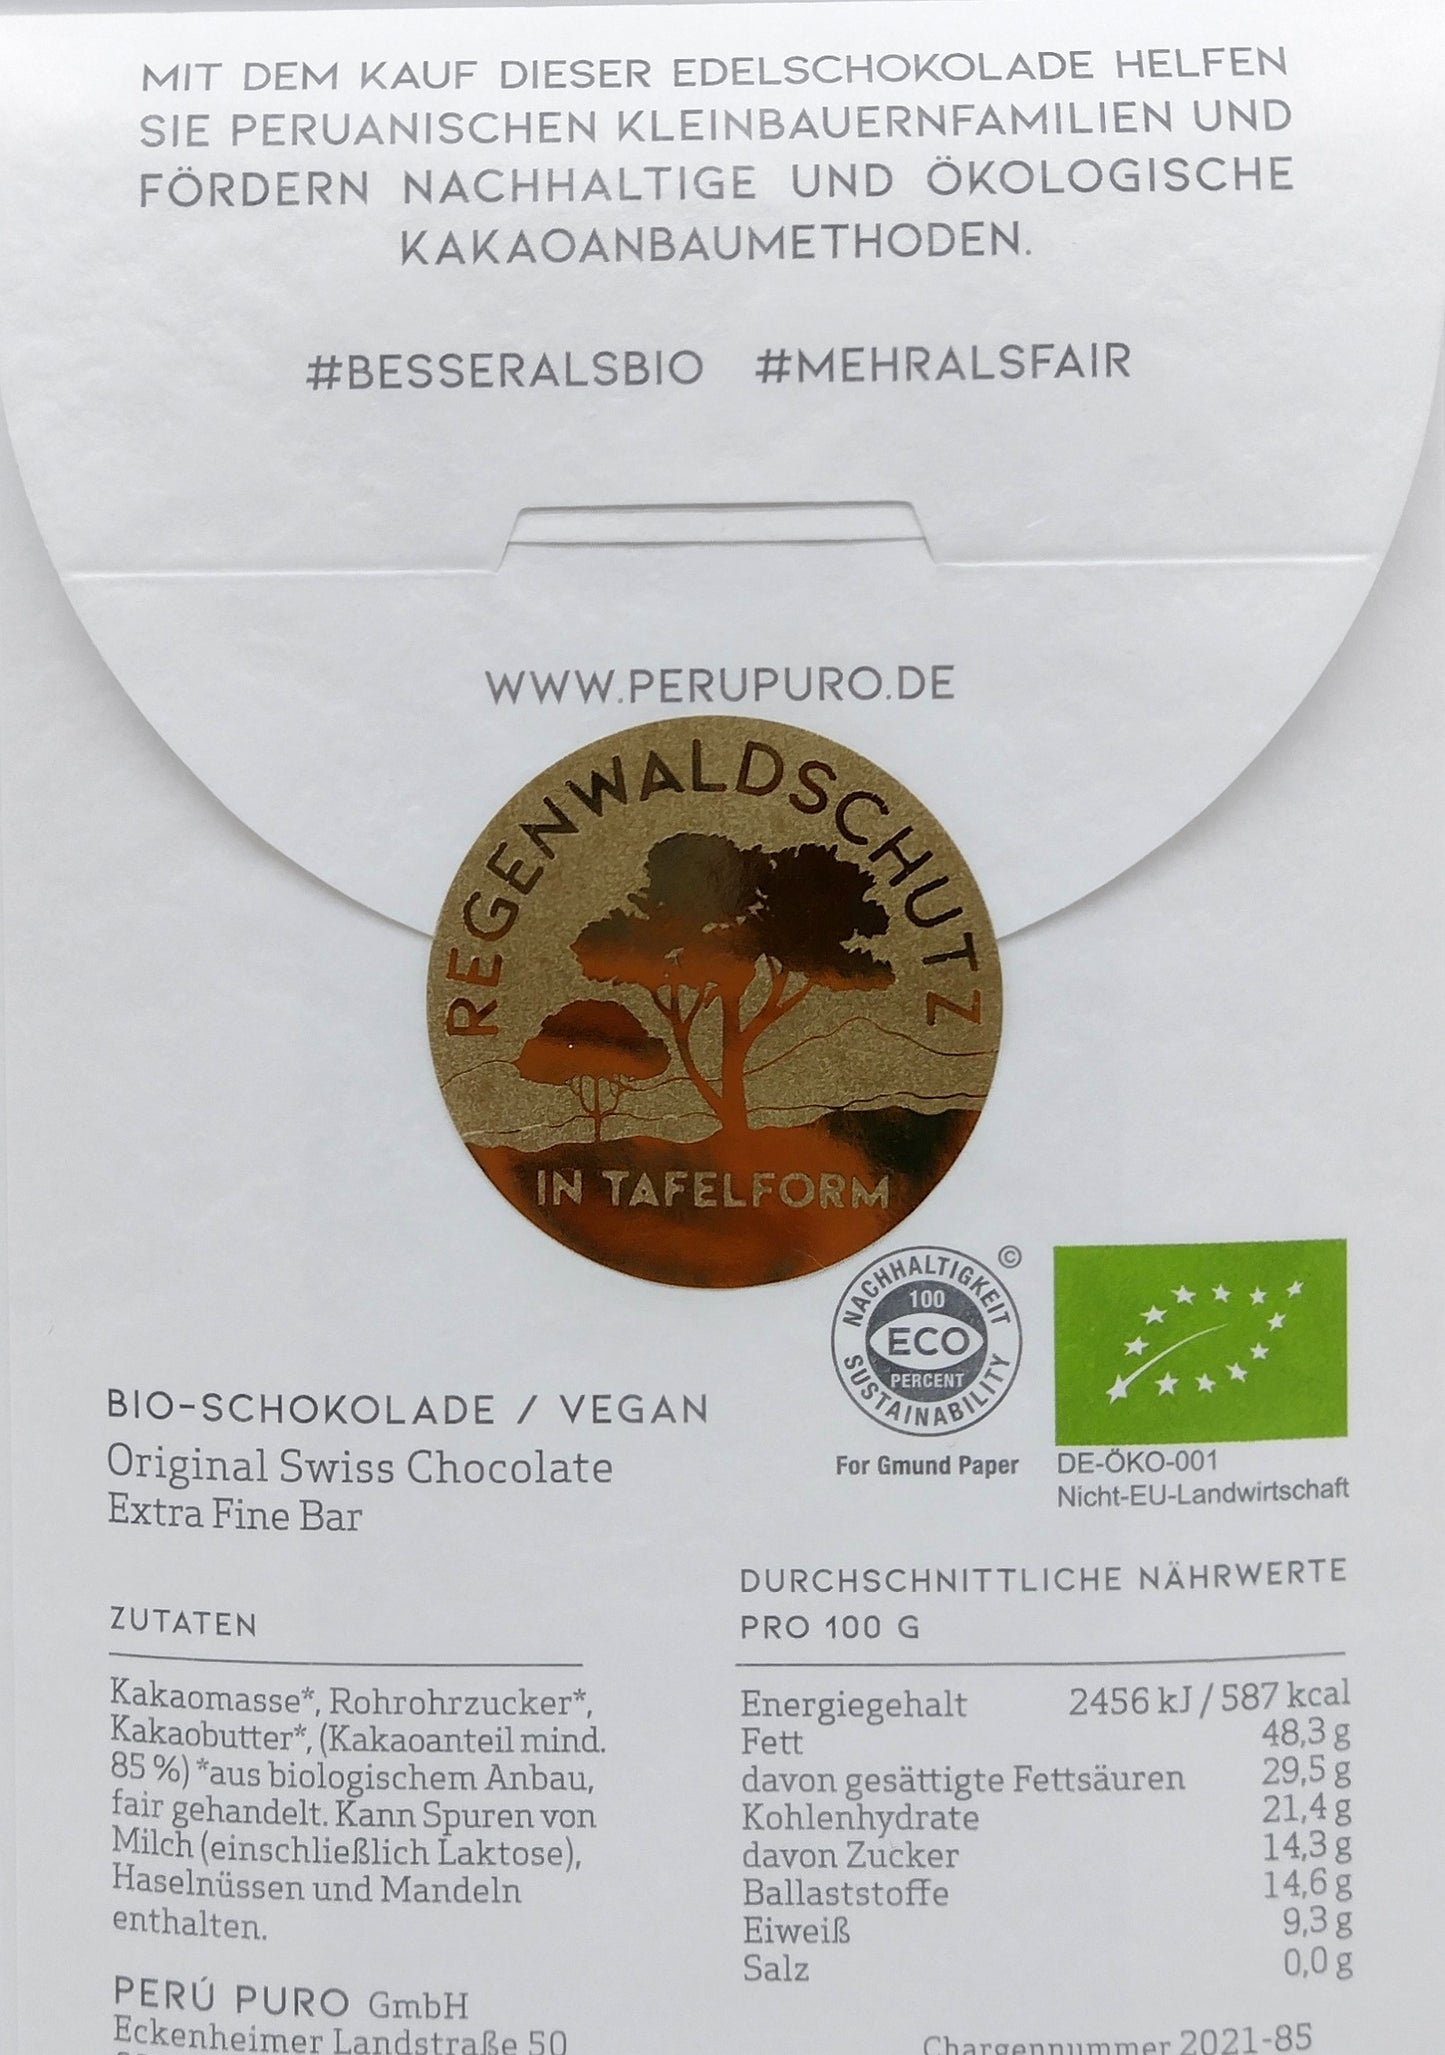 MIT DEM KAUF DIESER EDELSCHOKOLADE HELFEN
SIE PERUANISCHEN KLEINBAUERNFAMILIEN UND
FÖRDERN NACHHALTIGE UND ÖKOLOGISCHE
KAKAOANBAUMETHODEN.
#BESSERALSBIO #MEHRALSFAIR
WWW.PERUPURO.DE
REGENWALDSCHUTZ
IN TAFELFORM
©
NACHHALTIGKEIT
100
ECO
PERCENT
SUSTAINABILITY
For Gmund Paper
DE-ÖKO-001
Nicht-EU-Landwirtschaft
BIO-SCHOKOLADE / VEGAN
Original Swiss Chocolate
Extra Fine Bar
ZUTATEN
Kakaomasse*, Rohrohrzucker*,
Kakaobutter*, (Kakaoanteil mind.
85 %) *aus biologischem Anbau,
fair gehandelt. Kann Spuren von
Milch (einschließlich Laktose),
Haselnüssen und Mandeln
enthalten.
PERÚ PURO GmbH
Eckenheimer Landstraße 50
DURCHSCHNITTLICHE NÄHRWERTE
PRO 100 G
Energiegehalt 2456 kJ / 587 kcal
Fett 48,3 g
davon gesättigte Fettsäuren 29,5 g
Kohlenhydrate 21,4 g
davon Zucker 14,3 g
Ballaststoffe 14,6 g
Eiweiß 9,3 g
Salz 0,0 g
Chargennummer 2021-85